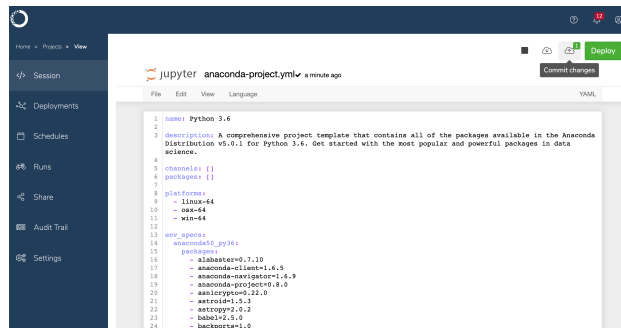 12
Home > Projects > View
1
Deploy
Commit changes
Session
jupyter anaconda-project.yml✔ a minute ago
File Edit View Language YAML
Deployments
Schedules
Runs
Share
Audit Trail
Settings
1 name: Python 3.6
2
3 description: A comprehensive project template that contains all of the packages available in the Anaconda
Distribution v5.0.1 for Python 3.6. Get started with the most popular and powerful packages in data
science.
4
5 channels: []
6 packages: []
7
8 platforms:
9 - linux-64
10 - osx-64
11 - win-64
12
13 env_specs:
14 anaconda50_py36:
15 packages:
16 - alabaster=0.7.10
17 - anaconda-client=1.6.5
18 - anaconda-navigator=1.6.9
19 - anaconda-project=0.8.0
20 - asn1crypto=0.22.0
21 - astroid=1.5.3
22 - astropy=2.0.2
23 - babel=2.5.0
24 - backports=1.0